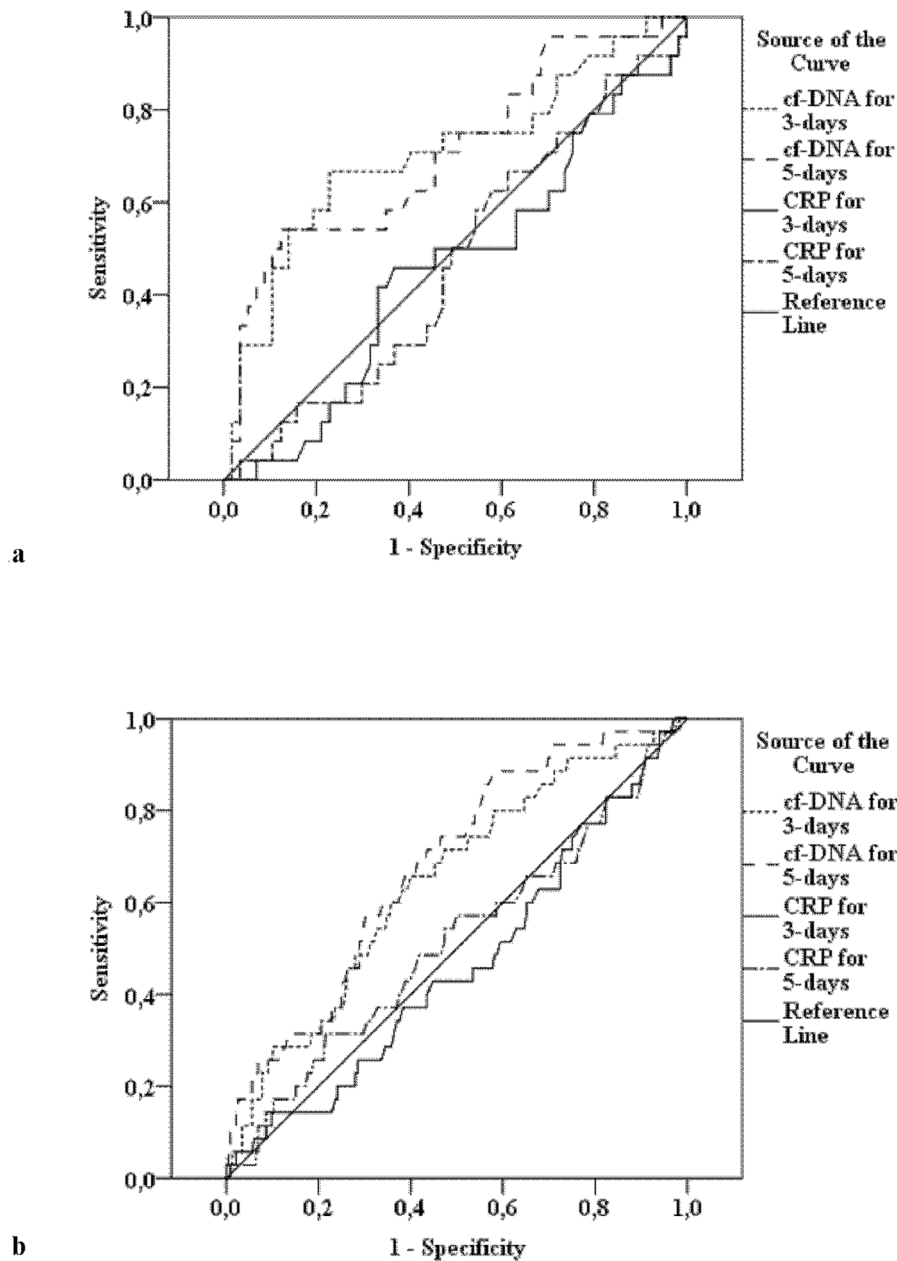 1,0
0,8
0,6
0,4
0,2
0,0
Sensitivity
0,0 0,2 0,4 0,6 0,8 1,0
1 - Specificity
Source of the
Curve
cf-DNA for
3-days
cf-DNA for
5-days
CRP for
3-days
CRP for
5-days
Reference
Line
a
1,0
0,8
0,6
0,4
0,2
0,0
Sensitivity
0,0 0,2 0,4 0,6 0,8 1,0
1 - Specificity
Source of the
Curve
cf-DNA for
3-days
cf-DNA for
5-days
CRP for
3-days
CRP for
5-days
Reference
Line
b